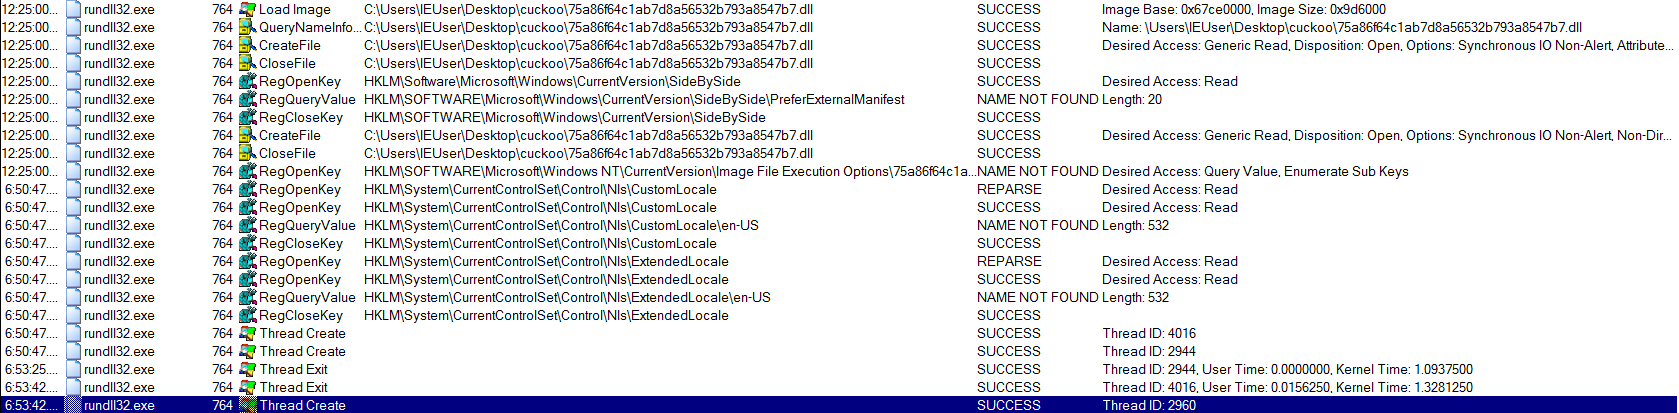 12:25:00... rundll32.exe 764 Load Image C:\Users\IEUser\Desktop\cuckoo\75a86f64c1ab7d8a56532b793a8547b7.dll SUCCESS Image Base: 0x67ce0000, Image Size: 0x9d6000
12:25:00... rundll32.exe 764 QueryNameInfo... C:\Users\IEUser\Desktop\cuckoo\75a86f64c1ab7d8a56532b793a8547b7.dll SUCCESS Name: \Users\IEUser\Desktop\cuckoo\75a86f64c1ab7d8a56532b793a8547b7.dll
12:25:00... rundll32.exe 764 CreateFile C:\Users\IEUser\Desktop\cuckoo\75a86f64c1ab7d8a56532b793a8547b7.dll SUCCESS Desired Access: Generic Read, Disposition: Open, Options: Synchronous IO Non-Alert, Attribute...
12:25:00... rundll32.exe 764 CloseFile C:\Users\IEUser\Desktop\cuckoo\75a86f64c1ab7d8a56532b793a8547b7.dll SUCCESS
12:25:00... rundll32.exe 764 RegOpenKey HKLM\Software\Microsoft\Windows\CurrentVersion\SideBySide SUCCESS Desired Access: Read
12:25:00... rundll32.exe 764 RegQueryValue HKLM\SOFTWARE\Microsoft\Windows\CurrentVersion\SideBySide\PreferExternalManifest NAME NOT FOUND Length: 20
12:25:00... rundll32.exe 764 RegCloseKey HKLM\SOFTWARE\Microsoft\Windows\CurrentVersion\SideBySide SUCCESS
12:25:00... rundll32.exe 764 CreateFile C:\Users\IEUser\Desktop\cuckoo\75a86f64c1ab7d8a56532b793a8547b7.dll SUCCESS Desired Access: Generic Read, Disposition: Open, Options: Synchronous IO Non-Alert, Non-Dir...
12:25:00... rundll32.exe 764 CloseFile C:\Users\IEUser\Desktop\cuckoo\75a86f64c1ab7d8a56532b793a8547b7.dll SUCCESS
12:25:00... rundll32.exe 764 RegOpenKey HKLM\SOFTWARE\Microsoft\Windows NT\CurrentVersion\Image File Execution Options\75a86f64c1a... NAME NOT FOUND Desired Access: Query Value, Enumerate Sub Keys
6:50:47.... rundll32.exe 764 RegOpenKey HKLM\System\CurrentControlSet\Control\Nls\CustomLocale REPARSE Desired Access: Read
6:50:47.... rundll32.exe 764 RegOpenKey HKLM\System\CurrentControlSet\Control\Nls\CustomLocale SUCCESS Desired Access: Read
6:50:47.... rundll32.exe 764 RegQueryValue HKLM\System\CurrentControlSet\Control\Nls\CustomLocale\en-US NAME NOT FOUND Length: 532
6:50:47.... rundll32.exe 764 RegCloseKey HKLM\System\CurrentControlSet\Control\Nls\CustomLocale SUCCESS
6:50:47.... rundll32.exe 764 RegOpenKey HKLM\System\CurrentControlSet\Control\Nls\ExtendedLocale REPARSE Desired Access: Read
6:50:47.... rundll32.exe 764 RegOpenKey HKLM\System\CurrentControlSet\Control\Nls\ExtendedLocale SUCCESS Desired Access: Read
6:50:47.... rundll32.exe 764 RegQueryValue HKLM\System\CurrentControlSet\Control\Nls\ExtendedLocale\en-US NAME NOT FOUND Length: 532
6:50:47.... rundll32.exe 764 RegCloseKey HKLM\System\CurrentControlSet\Control\Nls\ExtendedLocale SUCCESS
6:50:47.... rundll32.exe 764 Thread Create SUCCESS Thread ID: 4016
6:50:47.... rundll32.exe 764 Thread Create SUCCESS Thread ID: 2944
6:53:25.... rundll32.exe 764 Thread Exit SUCCESS Thread ID: 2944, User Time: 0.0000000, Kernel Time: 1.0937500
6:53:42.... rundll32.exe 764 Thread Exit SUCCESS Thread ID: 4016, User Time: 0.0156250, Kernel Time: 1.3281250
6:53:42.... rundll32.exe 764 Thread Create SUCCESS Thread ID: 2960